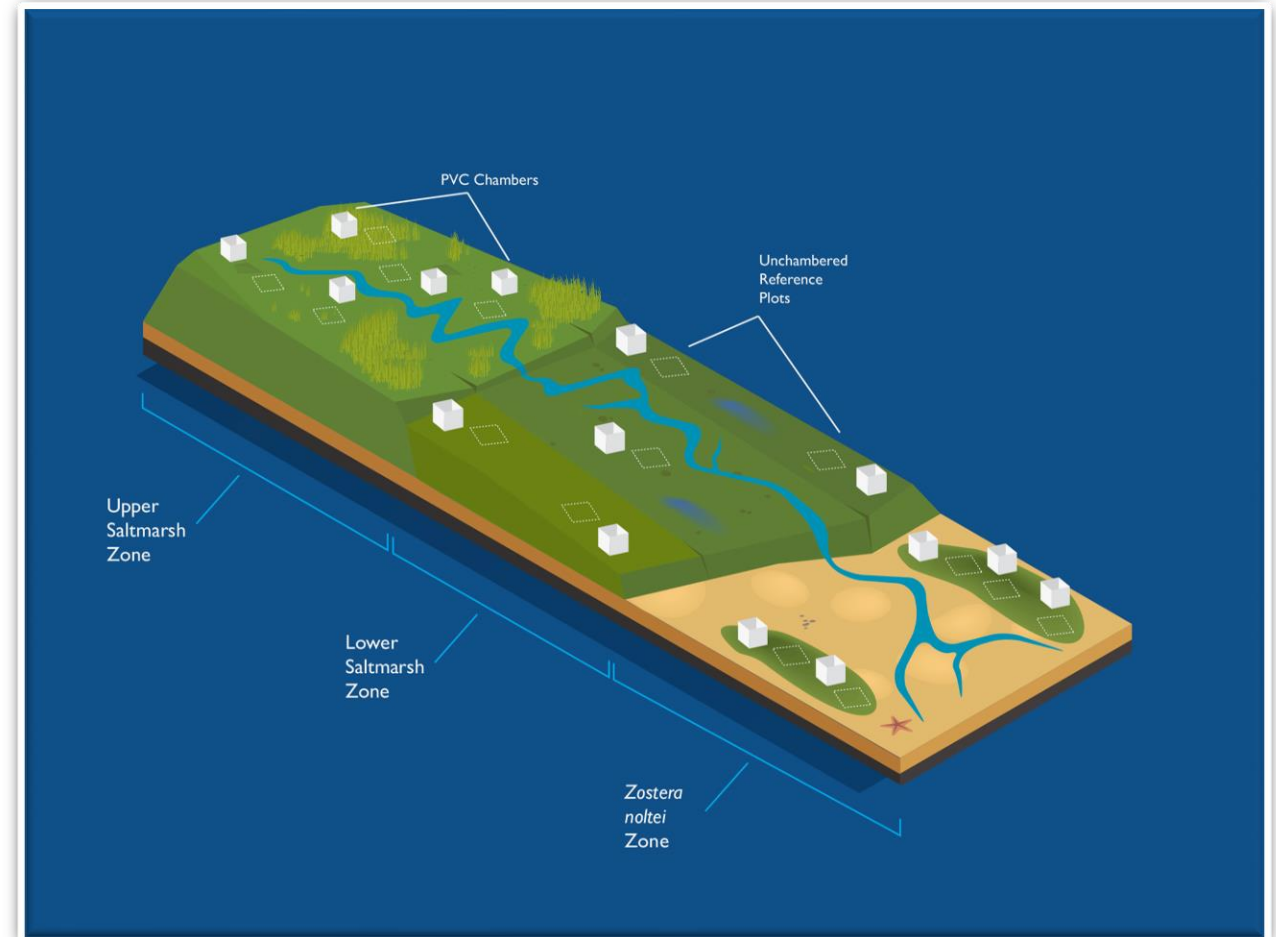 PVC Chambers
Unchambered
Reference
Plots
Upper
Saltmarsh
Zone
Lower
Saltmarsh
Zone
Zostera
noltei
Zone